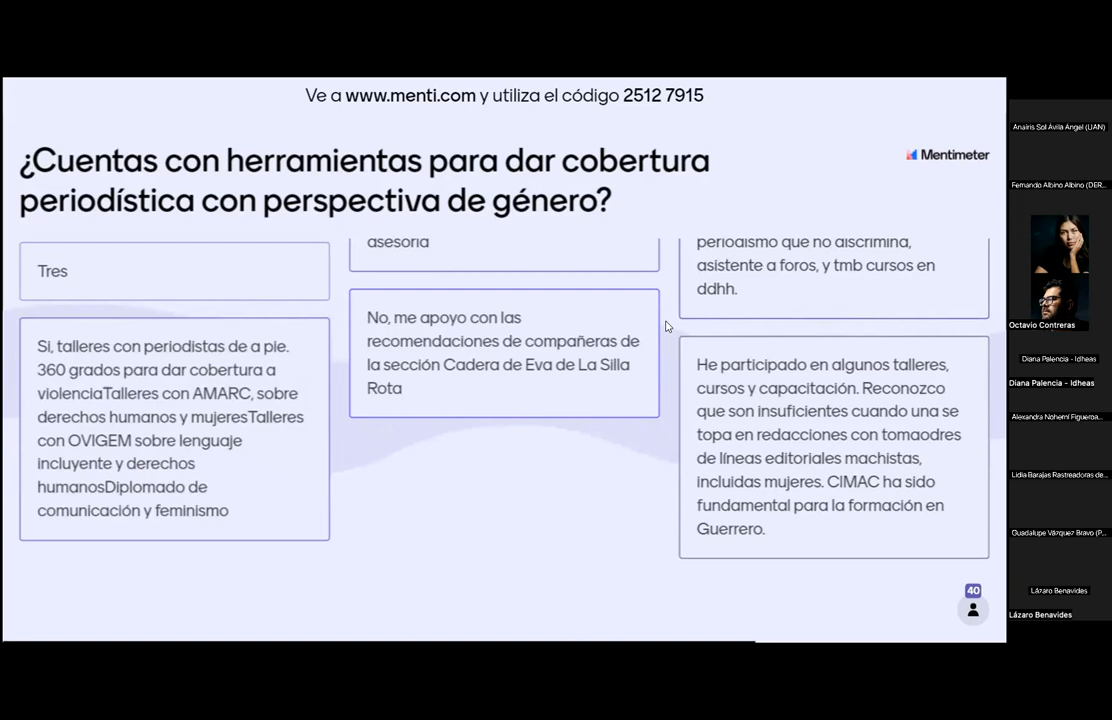 Ve a www.menti.com y utiliza el código 2512 7915
¿Cuentas con herramientas para dar cobertura
periodística con perspectiva de género?
Mentimeter
Tres
Si, talleres con periodistas de a pie.
360 grados para dar cobertura a
violenciaTalleres con AMARC, sobre
derechos humanos y mujeresTalleres
con OVIGEM sobre lenguaje
incluyente y derechos
humanosDiplomado de
comunicación y feminismo
asesoria
No, me apoyo con las
recomendaciones de compañeras de
la sección Cadera de Eva de La Silla
Rota
periodismo que no discrimina,
asistente a foros, y tmb cursos en
ddhh.
He participado en algunos talleres,
cursos y capacitación. Reconozco
que son insuficientes cuando una se
topa en redacciones con tomaodres
de líneas editoriales machistas,
incluidas mujeres. CIMAC ha sido
fundamental para la formación en
Guerrero.
40
Anairis Sol Ávila Ángel (UAN)
Fernando Albino Albino (DER...
Octavio Contreras
Diana Palencia - Idheas
Diana Palencia - Idheas
Alexandra Nohemí Figueroa...
Lidia Barajas Rastreadoras de...
Guadalupe Vázquez Bravo (P...
Lázaro Benavides
Lázaro Benavides